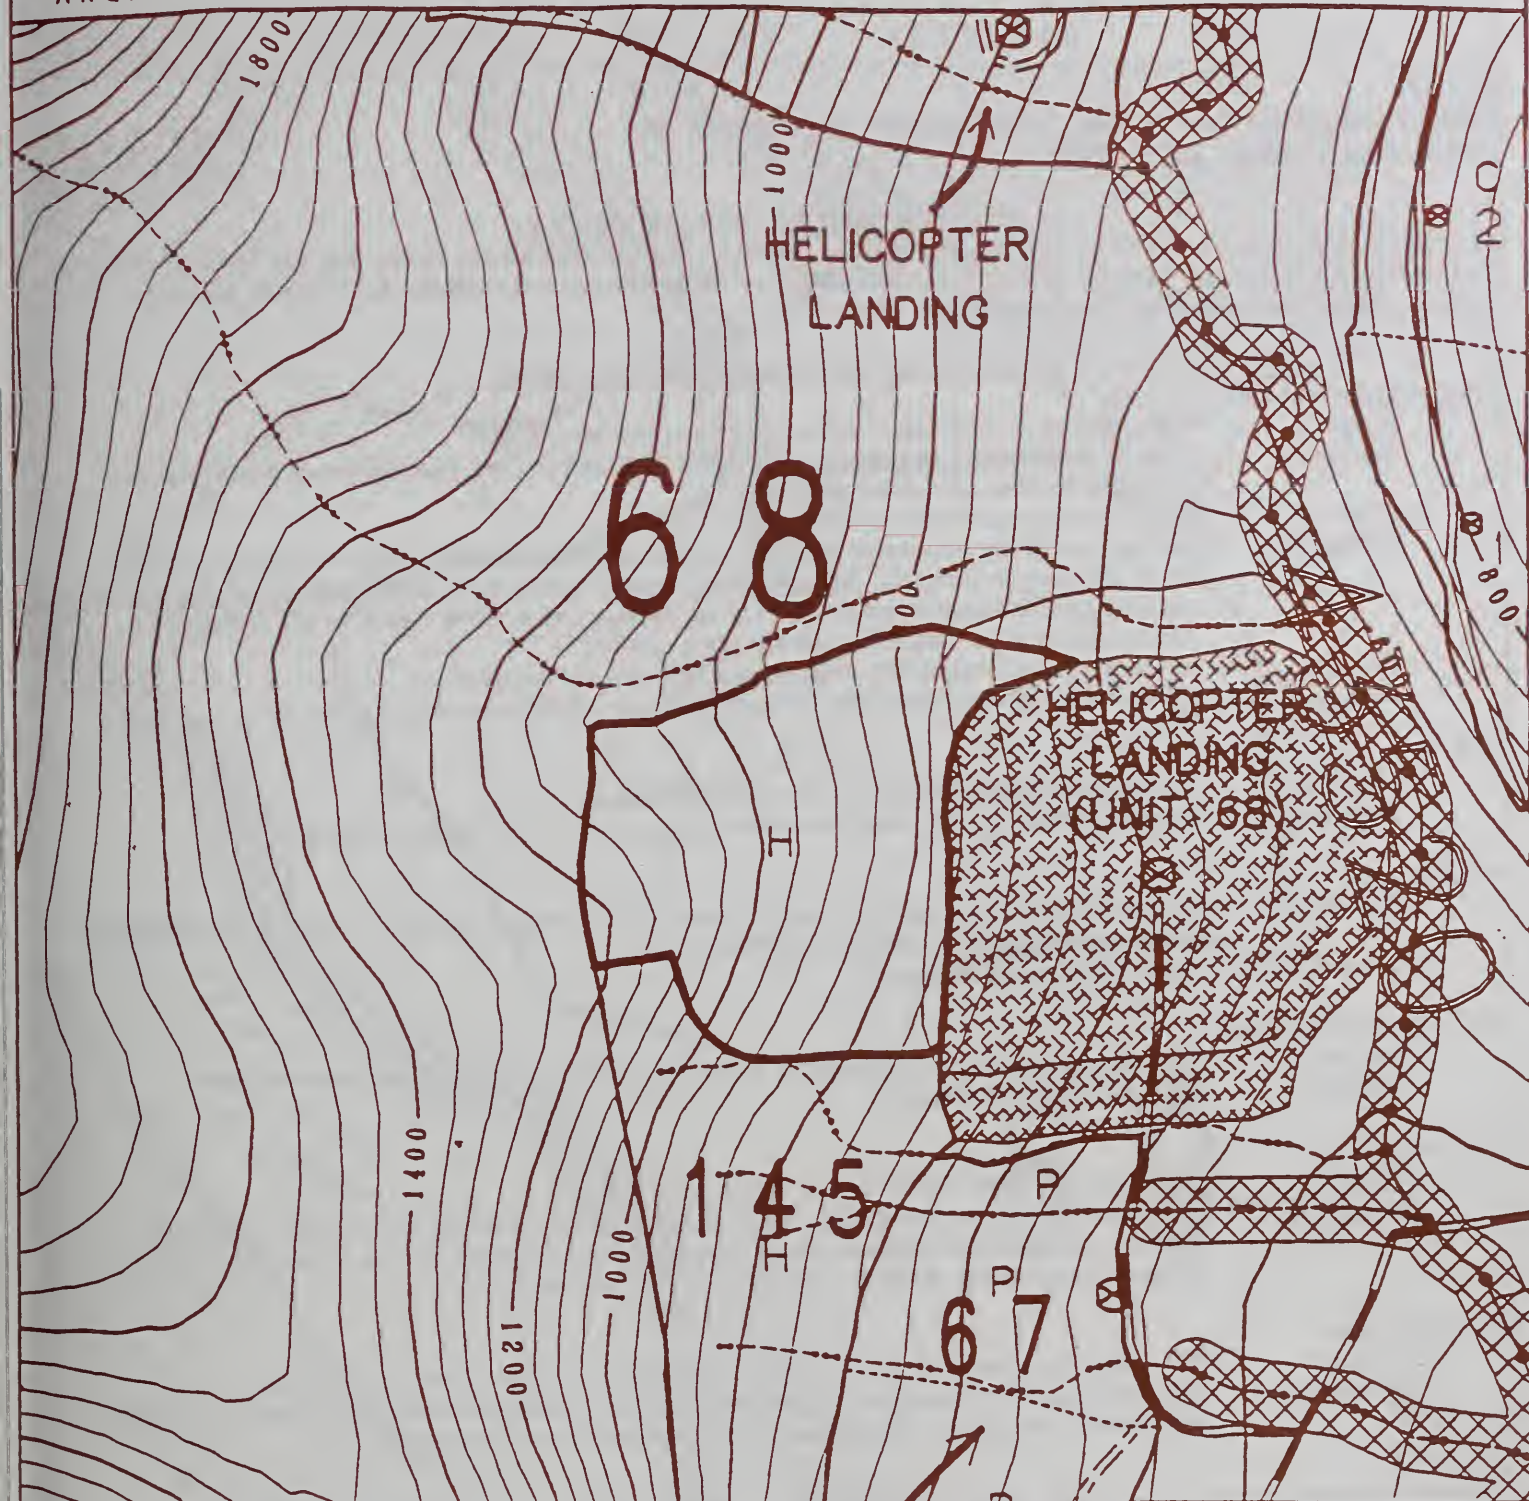 1800
1000
C
2
HELICOPTER
LANDING
68
800
HELICOPTER
LANDING
(UNIT 68)
H
1400
145
P
H
1000
P
67
1200